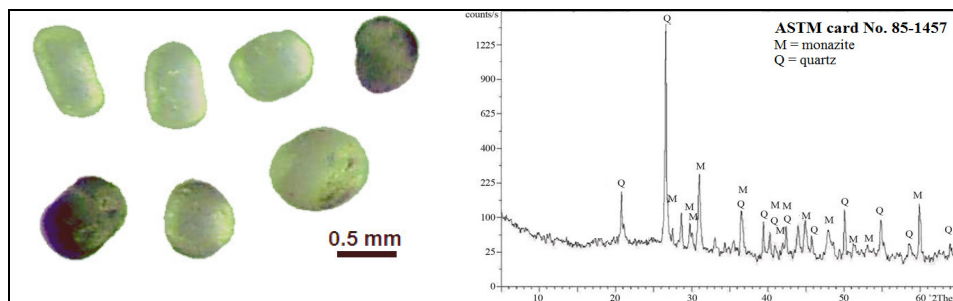 0.5 mm
counts/s
ASTM card No. 85-1457
M = monazite
Q = quartz
1225
900
625
400
225
100
25
0
Q
Q
M
M
M
M
Q
M
Q
M
M
Q
M
Q
M
Q
M
M
Q
Q
M
Q
10
20
30
40
50
60 °2The